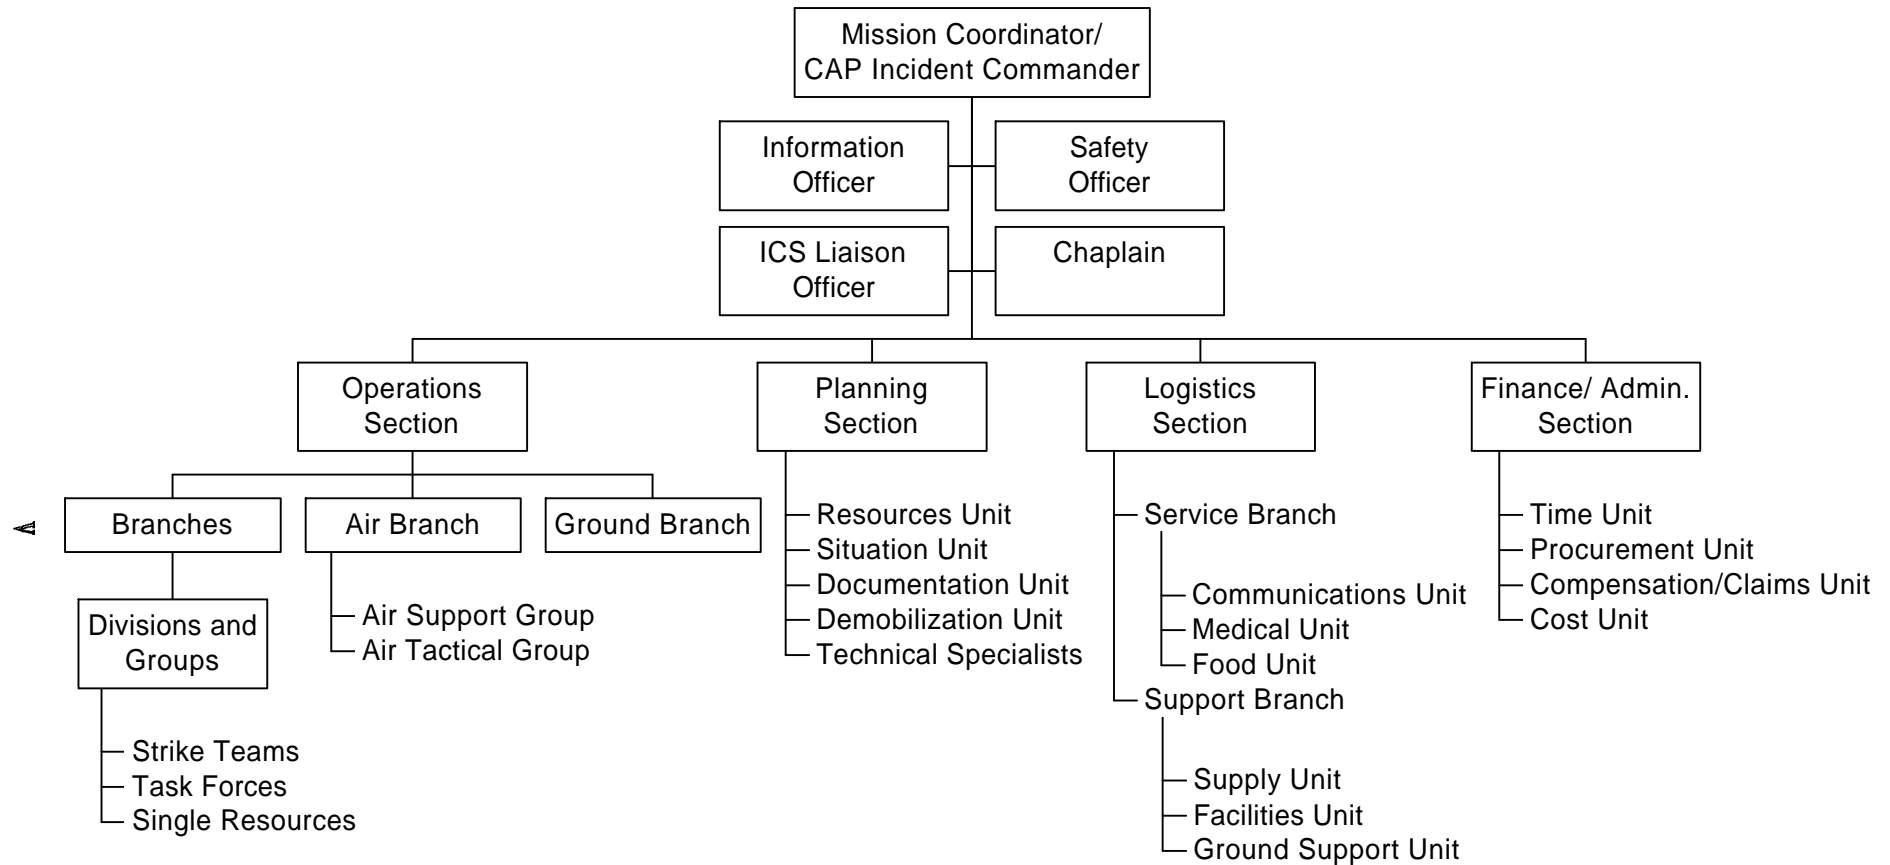 Mission Coordinator/
CAP Incident Commander
Information
Officer
Safety
Officer
ICS Liaison
Officer
Chaplain
Operations
Section
Planning
Section
Logistics
Section
Finance/ Admin.
Section
Branches
Air Branch
Ground Branch
Divisions and
Groups
Strike Teams
Task Forces
Single Resources
Air Support Group
Air Tactical Group
Resources Unit
Situation Unit
Documentation Unit
Demobilization Unit
Technical Specialists
Service Branch
Communications Unit
Medical Unit
Food Unit
Support Branch
Supply Unit
Facilities Unit
Ground Support Unit
Time Unit
Procurement Unit
Compensation/Claims Unit
Cost Unit